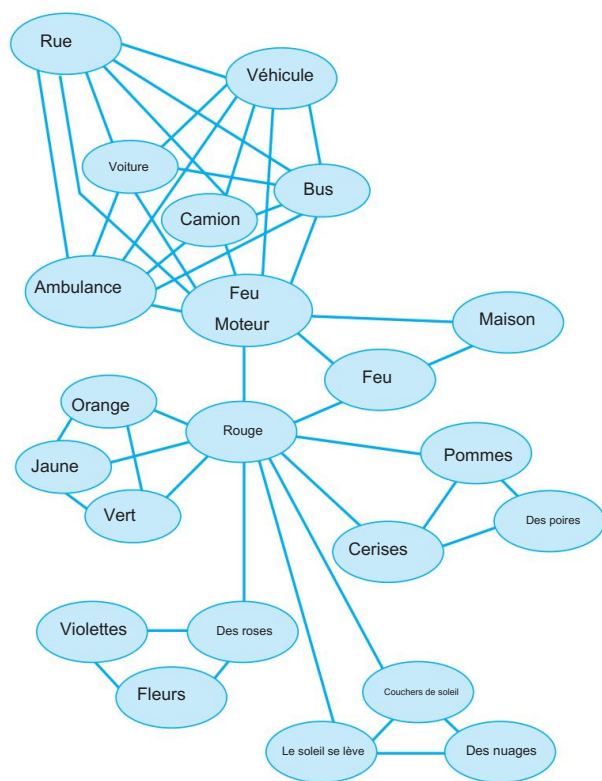 Rue
Véhicule
Voiture
Bus
Camion
Ambulance
Feu
Moteur
Maison
Feu
Orange
Rouge
Jaune
Pommes
Vert
Des poires
Cerises
Violettes
Des roses
Fleurs
Couchers de soleil
Le soleil se lève
Des nuages